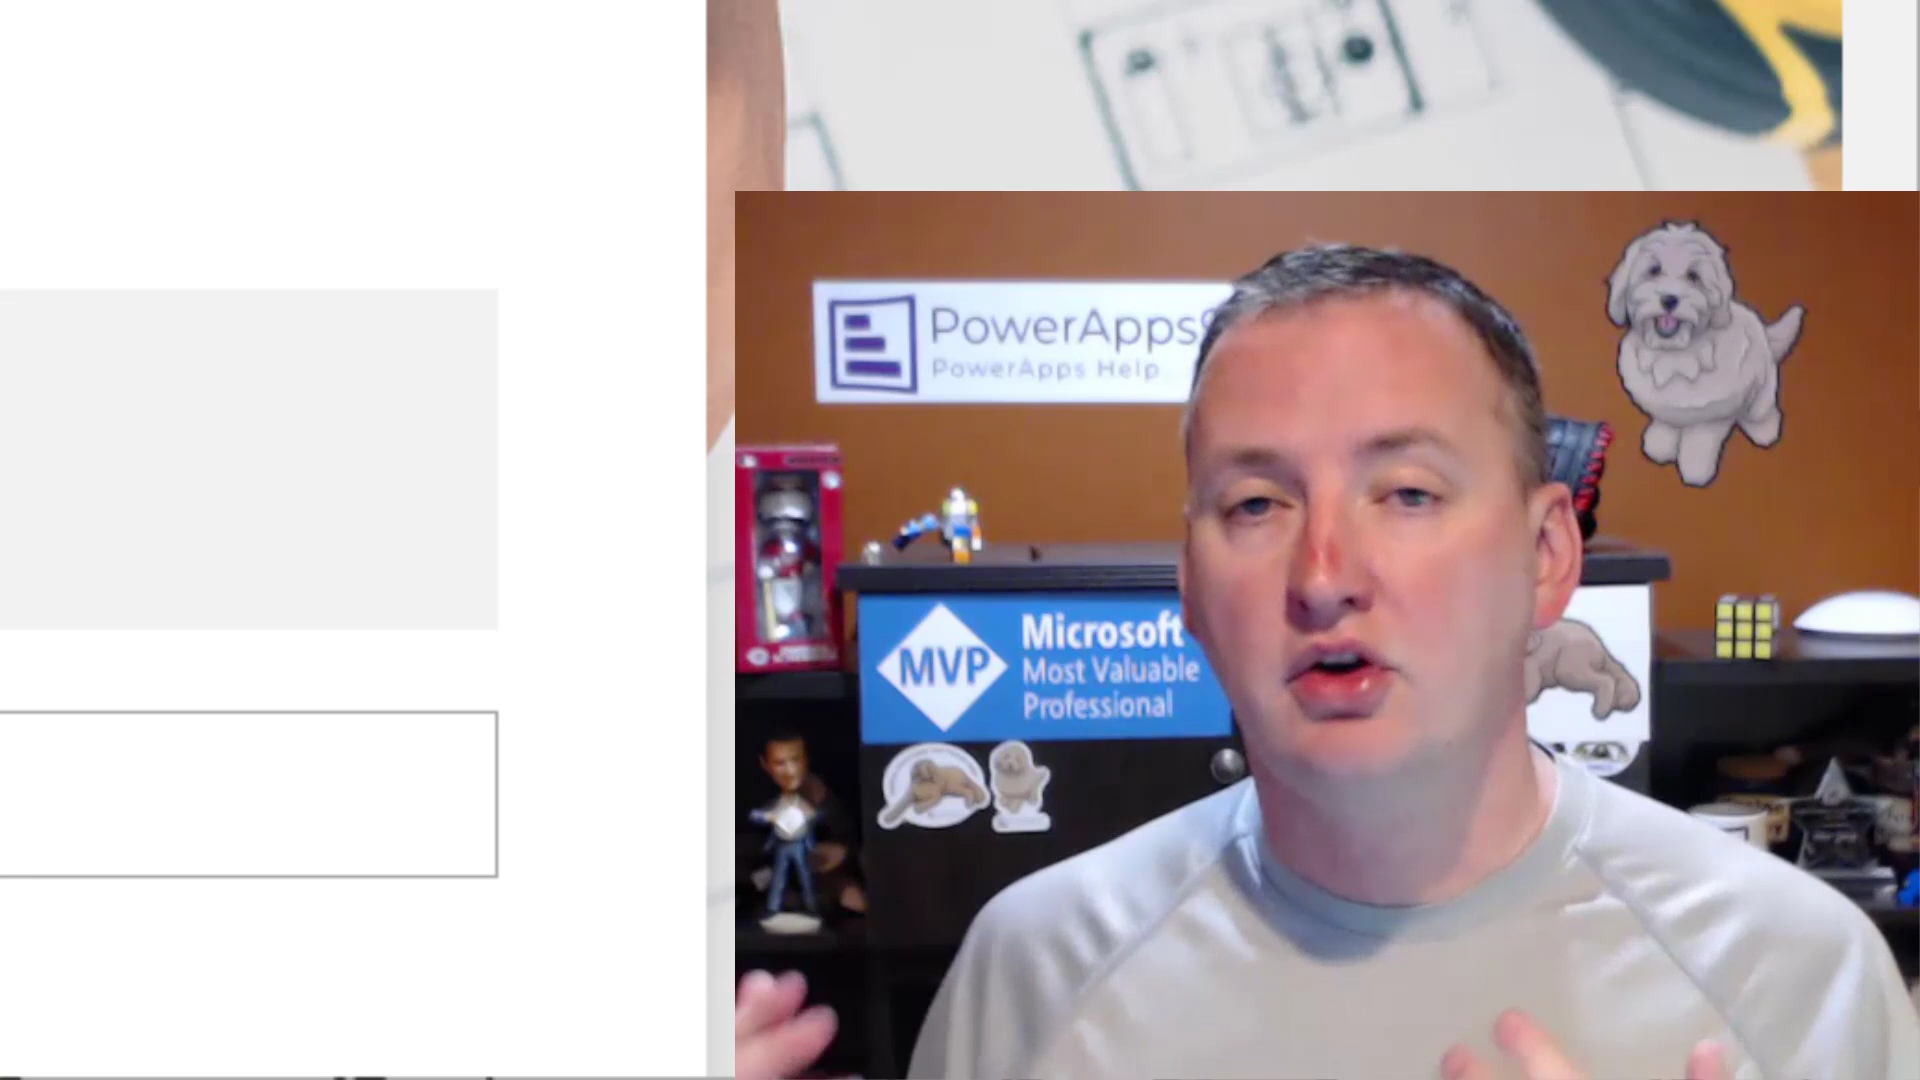 PowerApps
PowerApps Help
MVP
Microsoft
Most Valuable
Professional